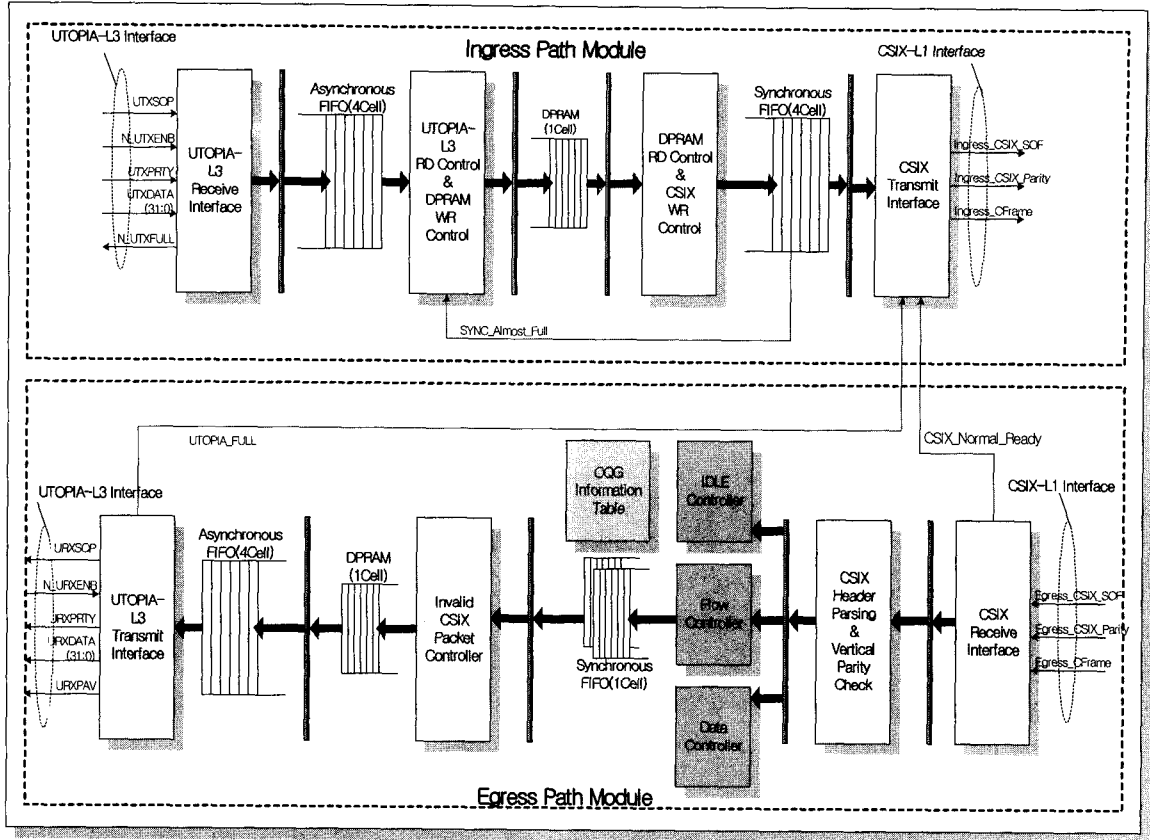 UTOPIA-L3 Interface
Ingress Path Module
CSIX-L1 Interface
UTXSOP
N_UTXENB
UTXPRTY
UTXDATA
(31:0)
N_UTXFULL
UTOPIA-
L3
Receive
Interface
Asynchronous
FIFO(4Cell)
UTOPIA-
L3
RD Control
&
DPRAM
WR
Control
DPRAM
(1Cell)
DPRAM
RD Control
&
CSIX
WR
Control
Synchronous
FIFO(4Cell)
CSIX
Transmit
Interface
Ingress_CSIX_SOF
Ingress_CSIX_Parity
Ingress_CFrame
SYNC_Almost_Full
UTOPIA_FULL
CSIX_Normal_Ready
UTOPIA-L3 Interface
CSIX-L1 Interface
URXSOP
N_URXENB
URXPRTY
URXDATA
(31:0)
URXPAV
UTOPIA-
L3
Transmit
Interface
Asynchronous
FIFO(4Cell)
DPRAM
(1Cell)
Invalid
CSIX
Packet
Controller
Synchronous
FIFO(1Cell)
OQG
Information
Table
IDLE
Controller
Flow
Controller
Data
Controller
CSIX
Header
Parsing
&
Vertical
Parity
Check
CSIX
Receive
Interface
Egress_CSIX_SOF
Egress_CSIX_Parity
Egress_CFrame
Egress Path Module